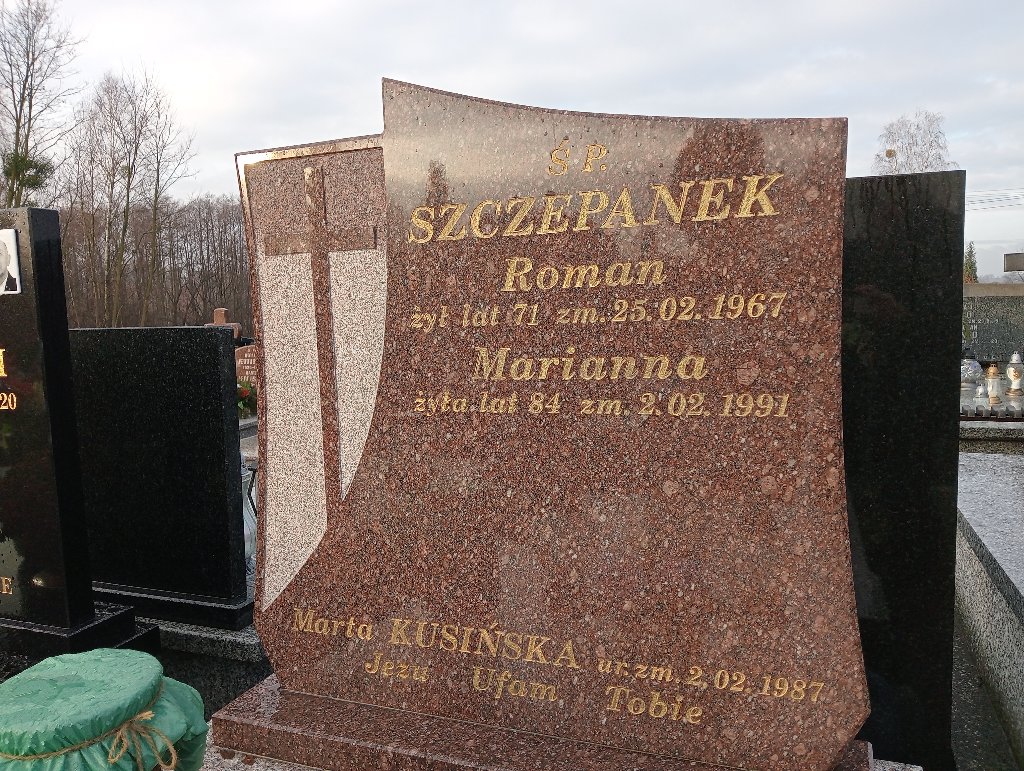 Ś P.
SZCZEPANEK
Roman
żył lat 71 zm. 25.02.1967
Marianna
żyła lat 84 zm. 2.02.1991
Marta KUSIŃSKA ur.zm. 2.02.1987
Jezu Ufam Tobie
20
E